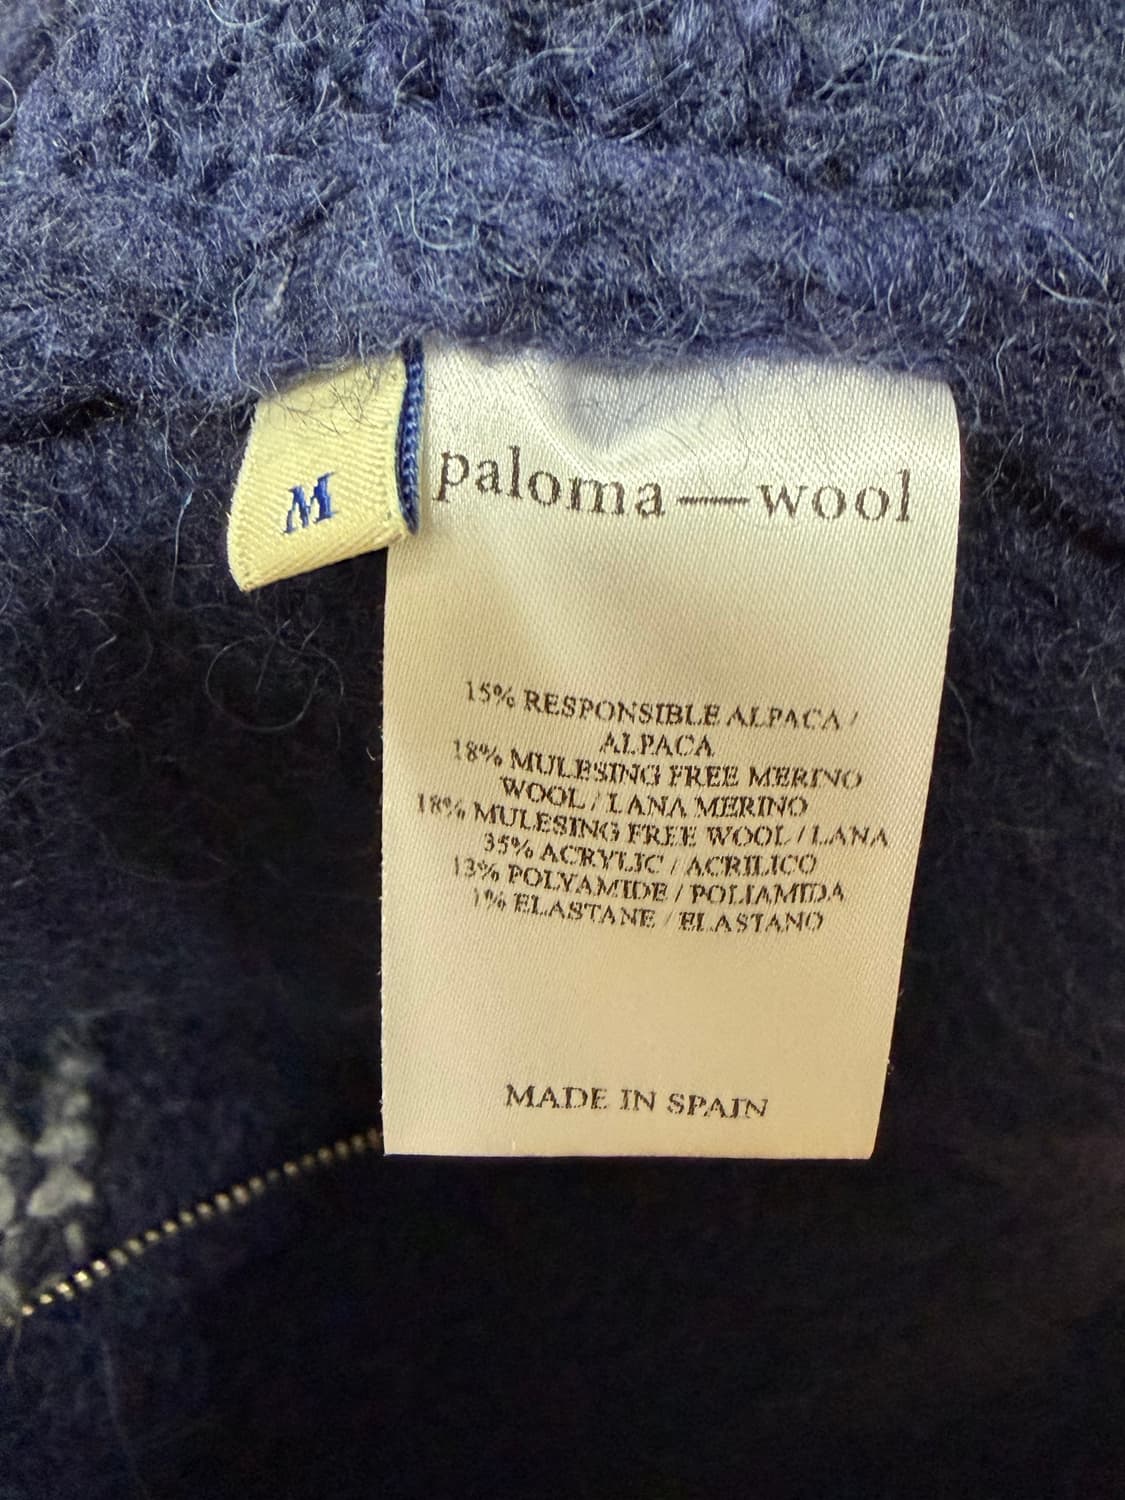 M
paloma—wool
15% RESPONSIBLE ALPACA /
ALPACA
18% MULESING FREE MERINO
WOOL / LANA MERINO
18% MULESING FREE WOOL / LANA
35% ACRYLIC / ACRILICO
13% POLYAMIDE / POLIAMIDA
1% ELASTANE / ELASTANO
MADE IN SPAIN